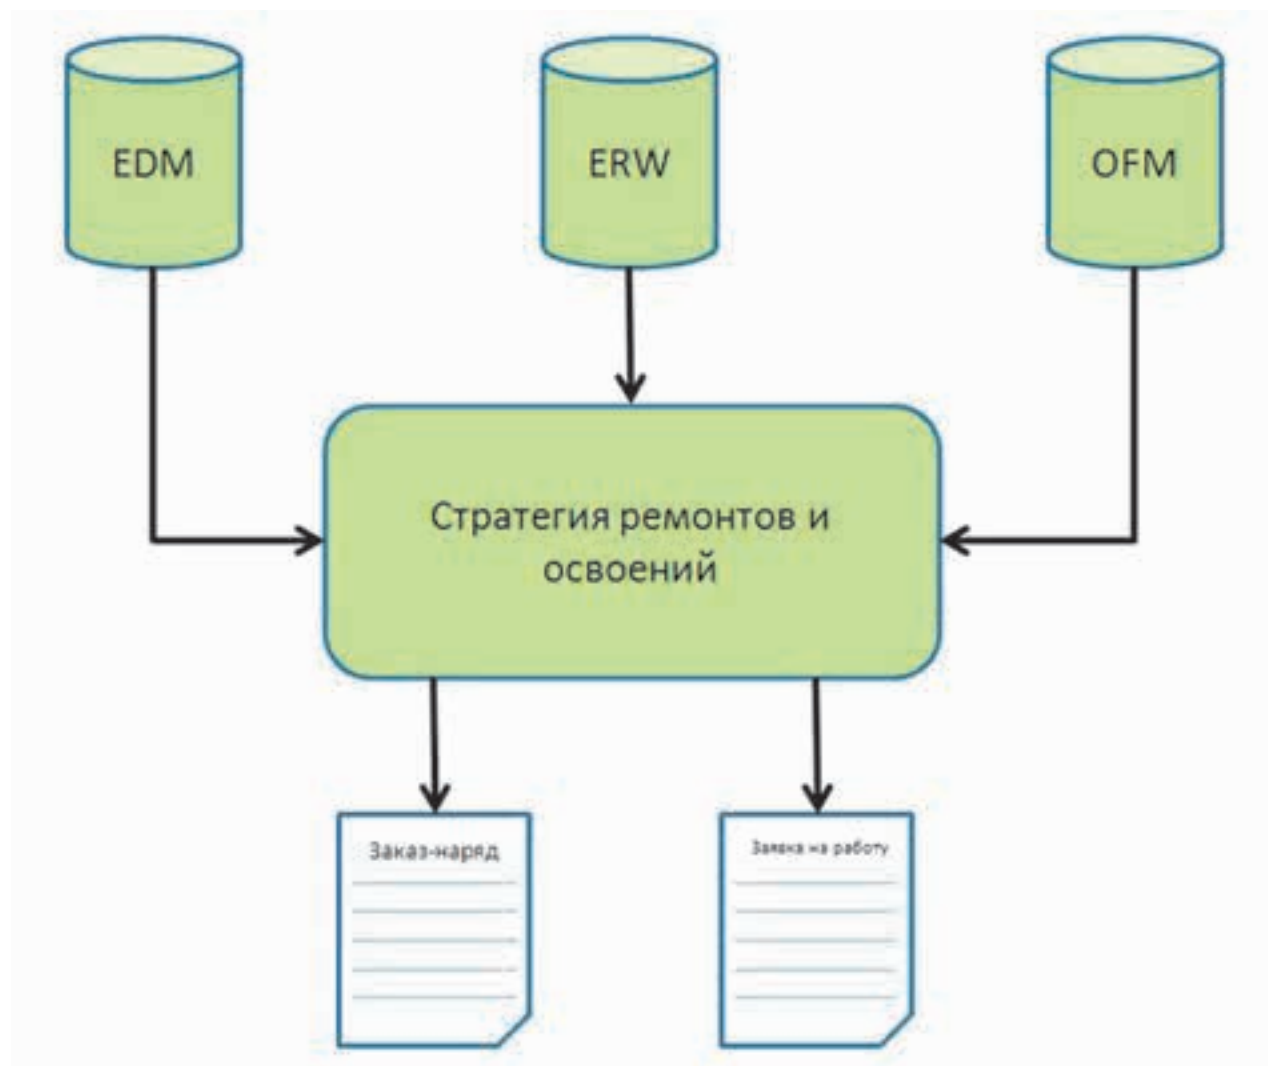 EDM
ERW
OFM
Стратегия ремонтов и
освоений
Заказ-наряд
Заявка на работу